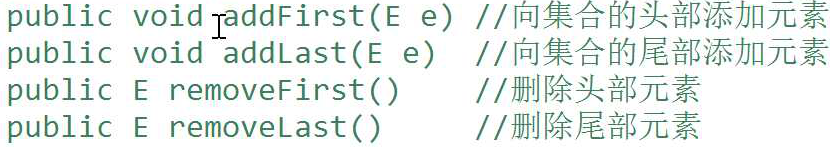 public void addFirst(E e) //向集合的头部添加元素
public void addLast(E e) //向集合的尾部添加元素
public E removeFirst() //删除头部元素
public E removeLast() //删除尾部元素